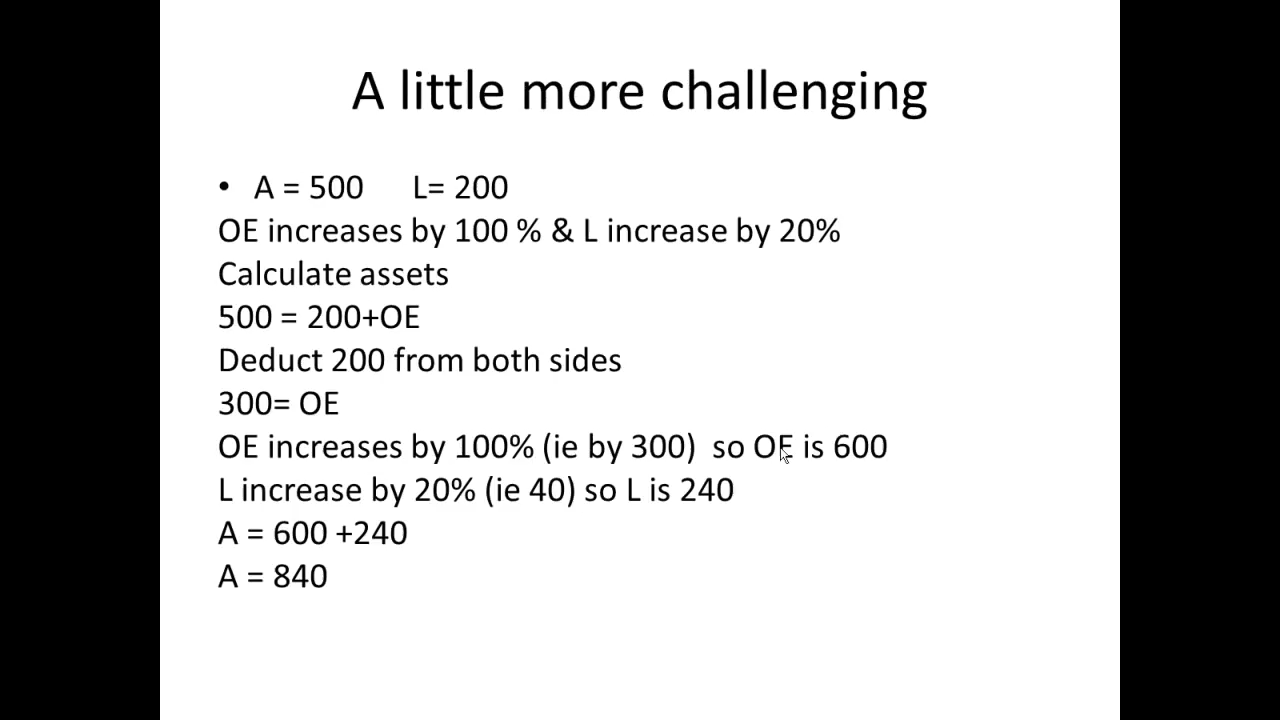 A little more challenging
• A = 500 L= 200
OE increases by 100 % & L increase by 20%
Calculate assets
500 = 200+OE
Deduct 200 from both sides
300= OE
OE increases by 100% (ie by 300) so OE is 600
L increase by 20% (ie 40) so L is 240
A = 600 +240
A = 840